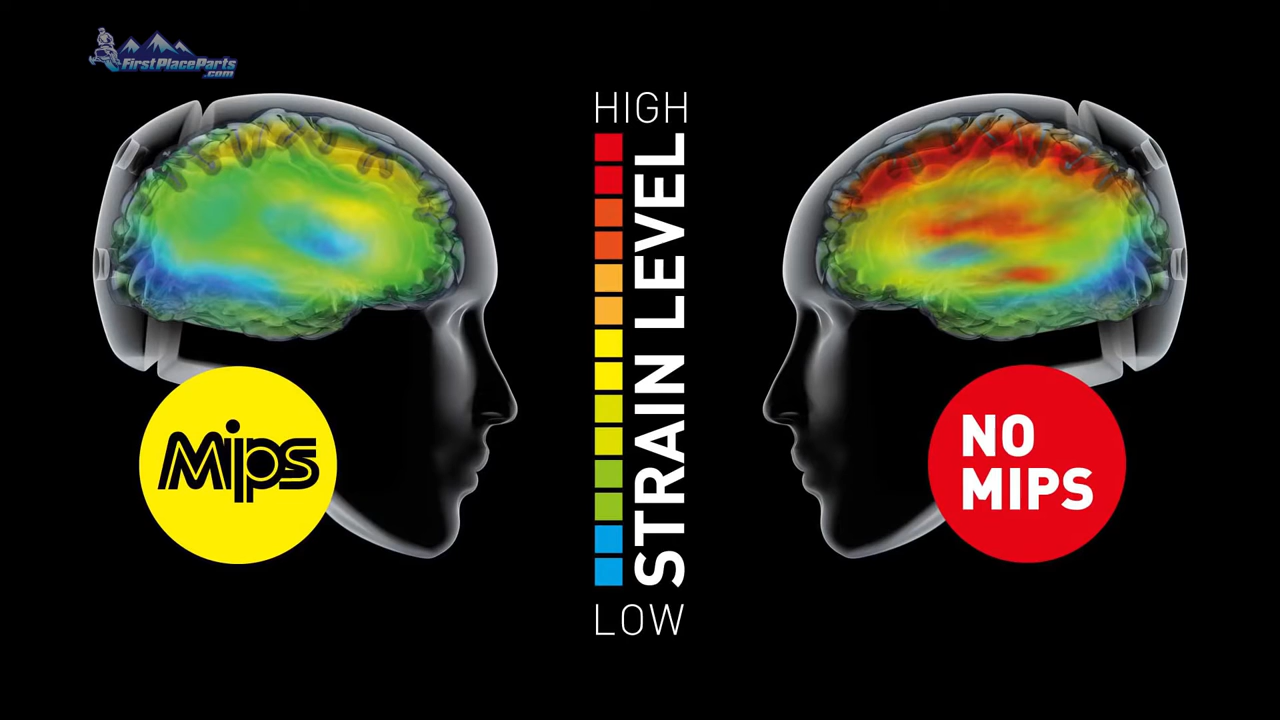 FirstPlaceParts
.com
HIGH
STRAIN LEVEL
LOW
Mips
NO
MIPS